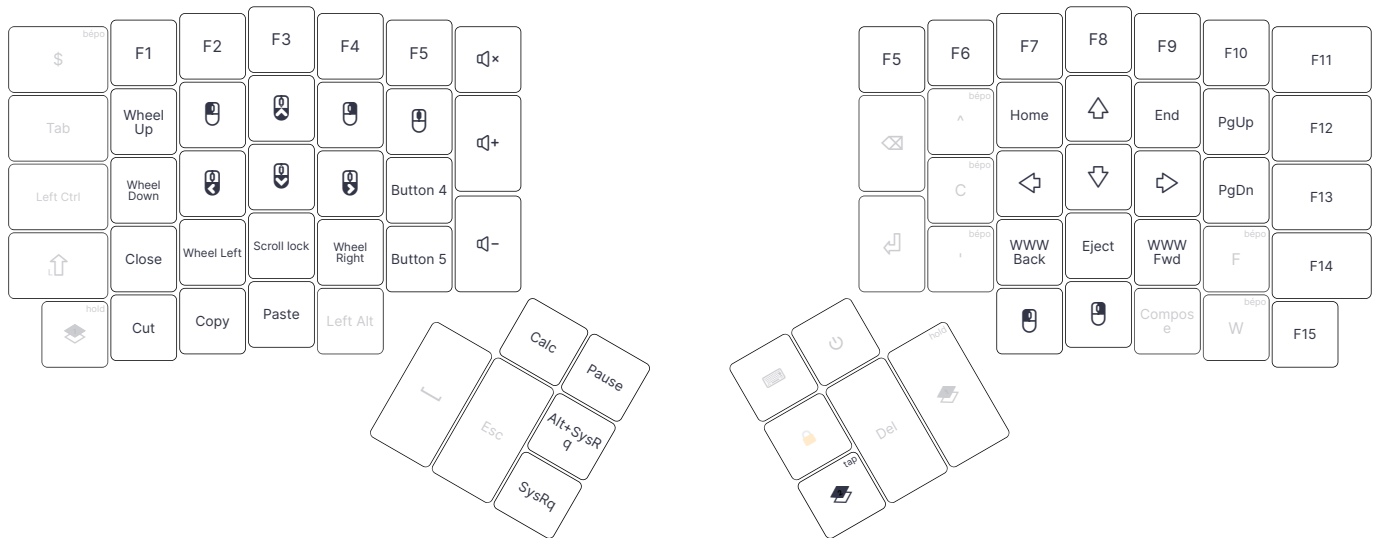 bépo
$
F1
F2
F3
F4
F5
F5
F6
F7
F8
F9
F10
F11
Tab
Wheel
Up
bépo
^
Home
End
PgUp
F12
Left Ctrl
Wheel
Down
Button 4
bépo
C
PgDn
F13
Close
Wheel Left
Scroll lock
Wheel
Right
Button 5
bépo
'
WWW
Back
Eject
WWW
Fwd
bépo
F
F14
hold
Cut
Copy
Paste
Left Alt
Compos
e
bépo
W
F15
Calc
Pause
Esc
Alt+SysR
q
SysRq
hold
Del
tap